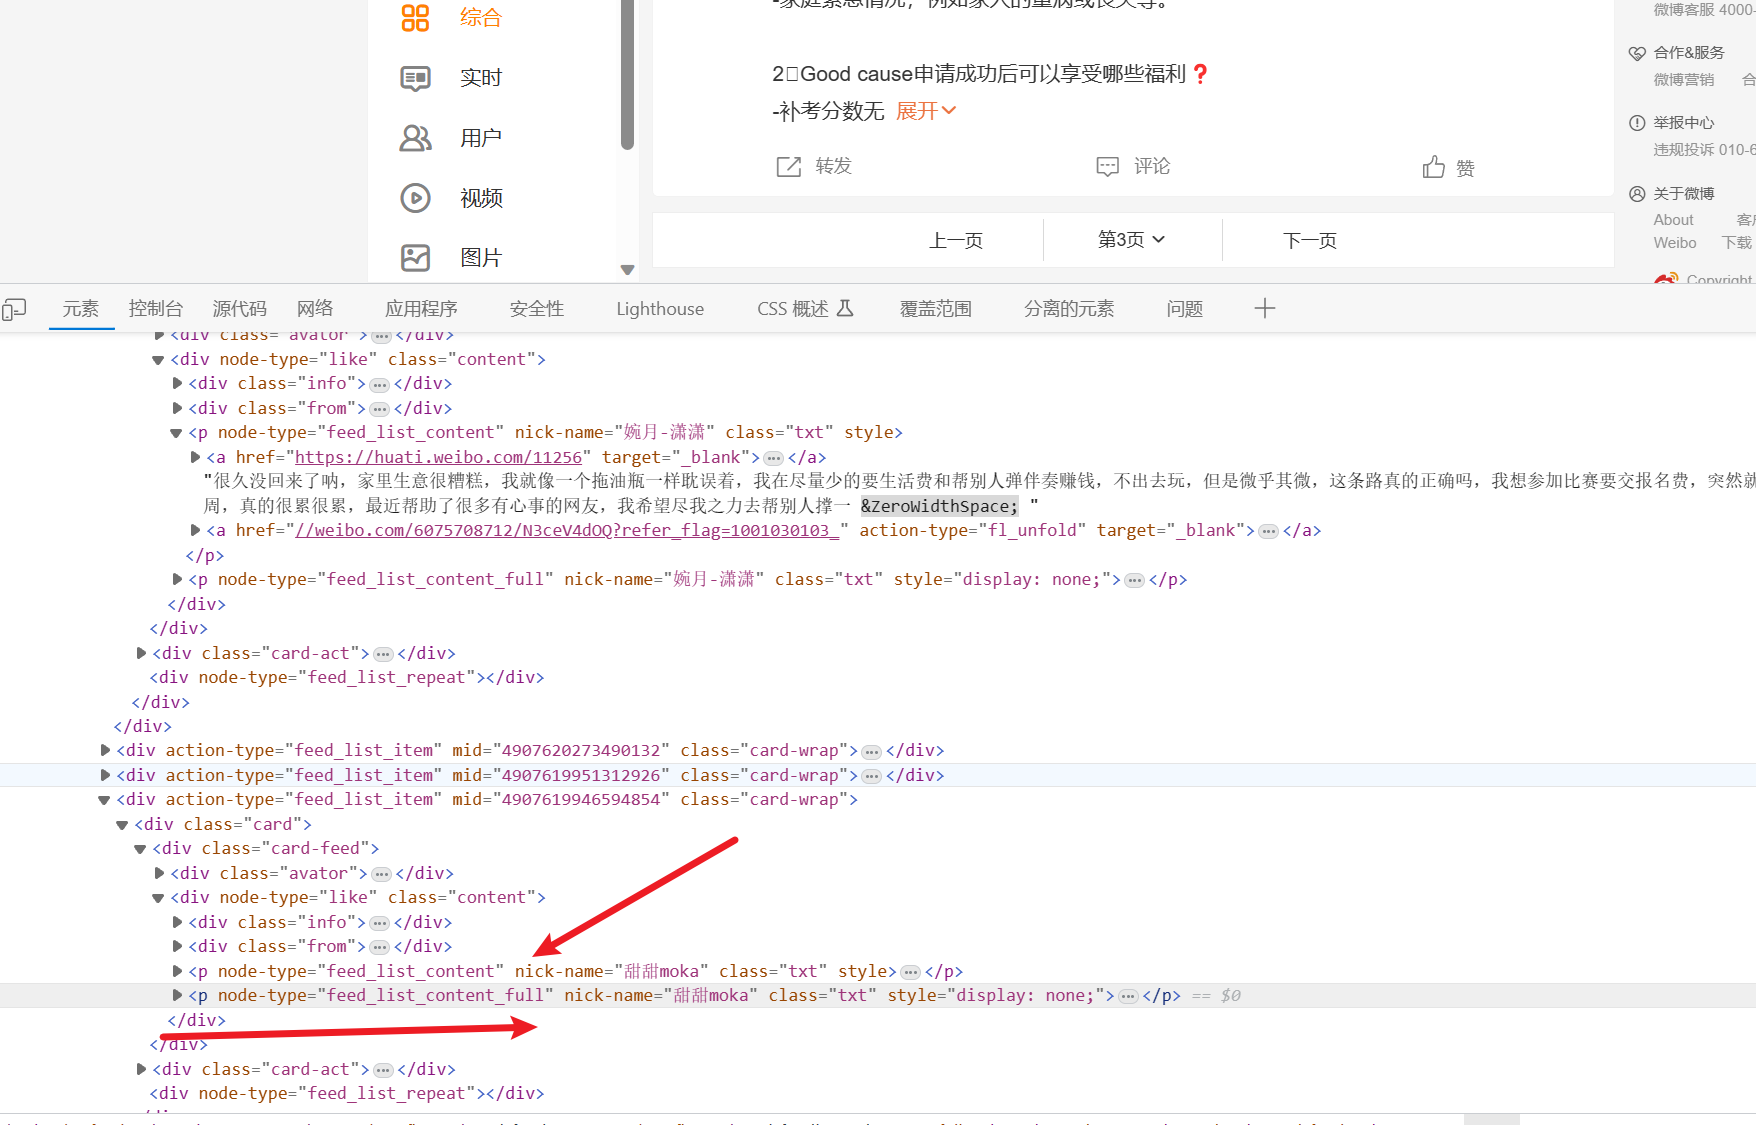 综合
实时
用户
视频
图片
-家庭紧急情况，例如家人的重病或丧失等。
2▯Good cause申请成功后可以享受哪些福利❓
-补考分数无 展开
转发 评论 赞
上一页 第3页 下一页
微博客服 4000-
合作&服务
微博营销 合
举报中心
违规投诉 010-6
关于微博
About 客户
Weibo 下载
Copyright
元素 控制台 源代码 网络 应用程序 安全性 Lighthouse CSS 概述 覆盖范围 分离的元素 问题
<div class="avator">…</div>
<div node-type="like" class="content">
<div class="info">…</div>
<div class="from">…</div>
<p node-type="feed_list_content" nick-name="婉月-潇潇" class="txt" style>
<a href="https://huati.weibo.com/11256" target="_blank">…</a>
"很久没回来了呐，家里生意很糟糕，我就像一个拖油瓶一样耽误着，我在尽量少的要生活费和帮别人弹伴奏赚钱，不出去玩，但是微乎其微，这条路真的正确吗，我想参加比赛要交报名费，突然就
周，真的很累很累，最近帮助了很多有心事的网友，我希望尽我之力去帮别人撑一 &ZeroWidthSpace; "
<a href="//weibo.com/6075708712/N3ceV4dOQ?refer_flag=1001030103_" action-type="fl_unfold" target="_blank">…</a>
</p>
<p node-type="feed_list_content_full" nick-name="婉月-潇潇" class="txt" style="display: none;">…</p>
</div>
</div>
<div class="card-act">…</div>
<div node-type="feed_list_repeat"></div>
</div>
</div>
<div action-type="feed_list_item" mid="4907620273490132" class="card-wrap">…</div>
<div action-type="feed_list_item" mid="4907619951312926" class="card-wrap">…</div>
<div action-type="feed_list_item" mid="4907619946594854" class="card-wrap">
<div class="card">
<div class="card-feed">
<div class="avator">…</div>
<div node-type="like" class="content">
<div class="info">…</div>
<div class="from">…</div>
<p node-type="feed_list_content" nick-name="甜甜moka" class="txt" style>…</p>
<p node-type="feed_list_content_full" nick-name="甜甜moka" class="txt" style="display: none;">…</p> == $0
</div>
</div>
<div class="card-act">…</div>
<div node-type="feed_list_repeat"></div>